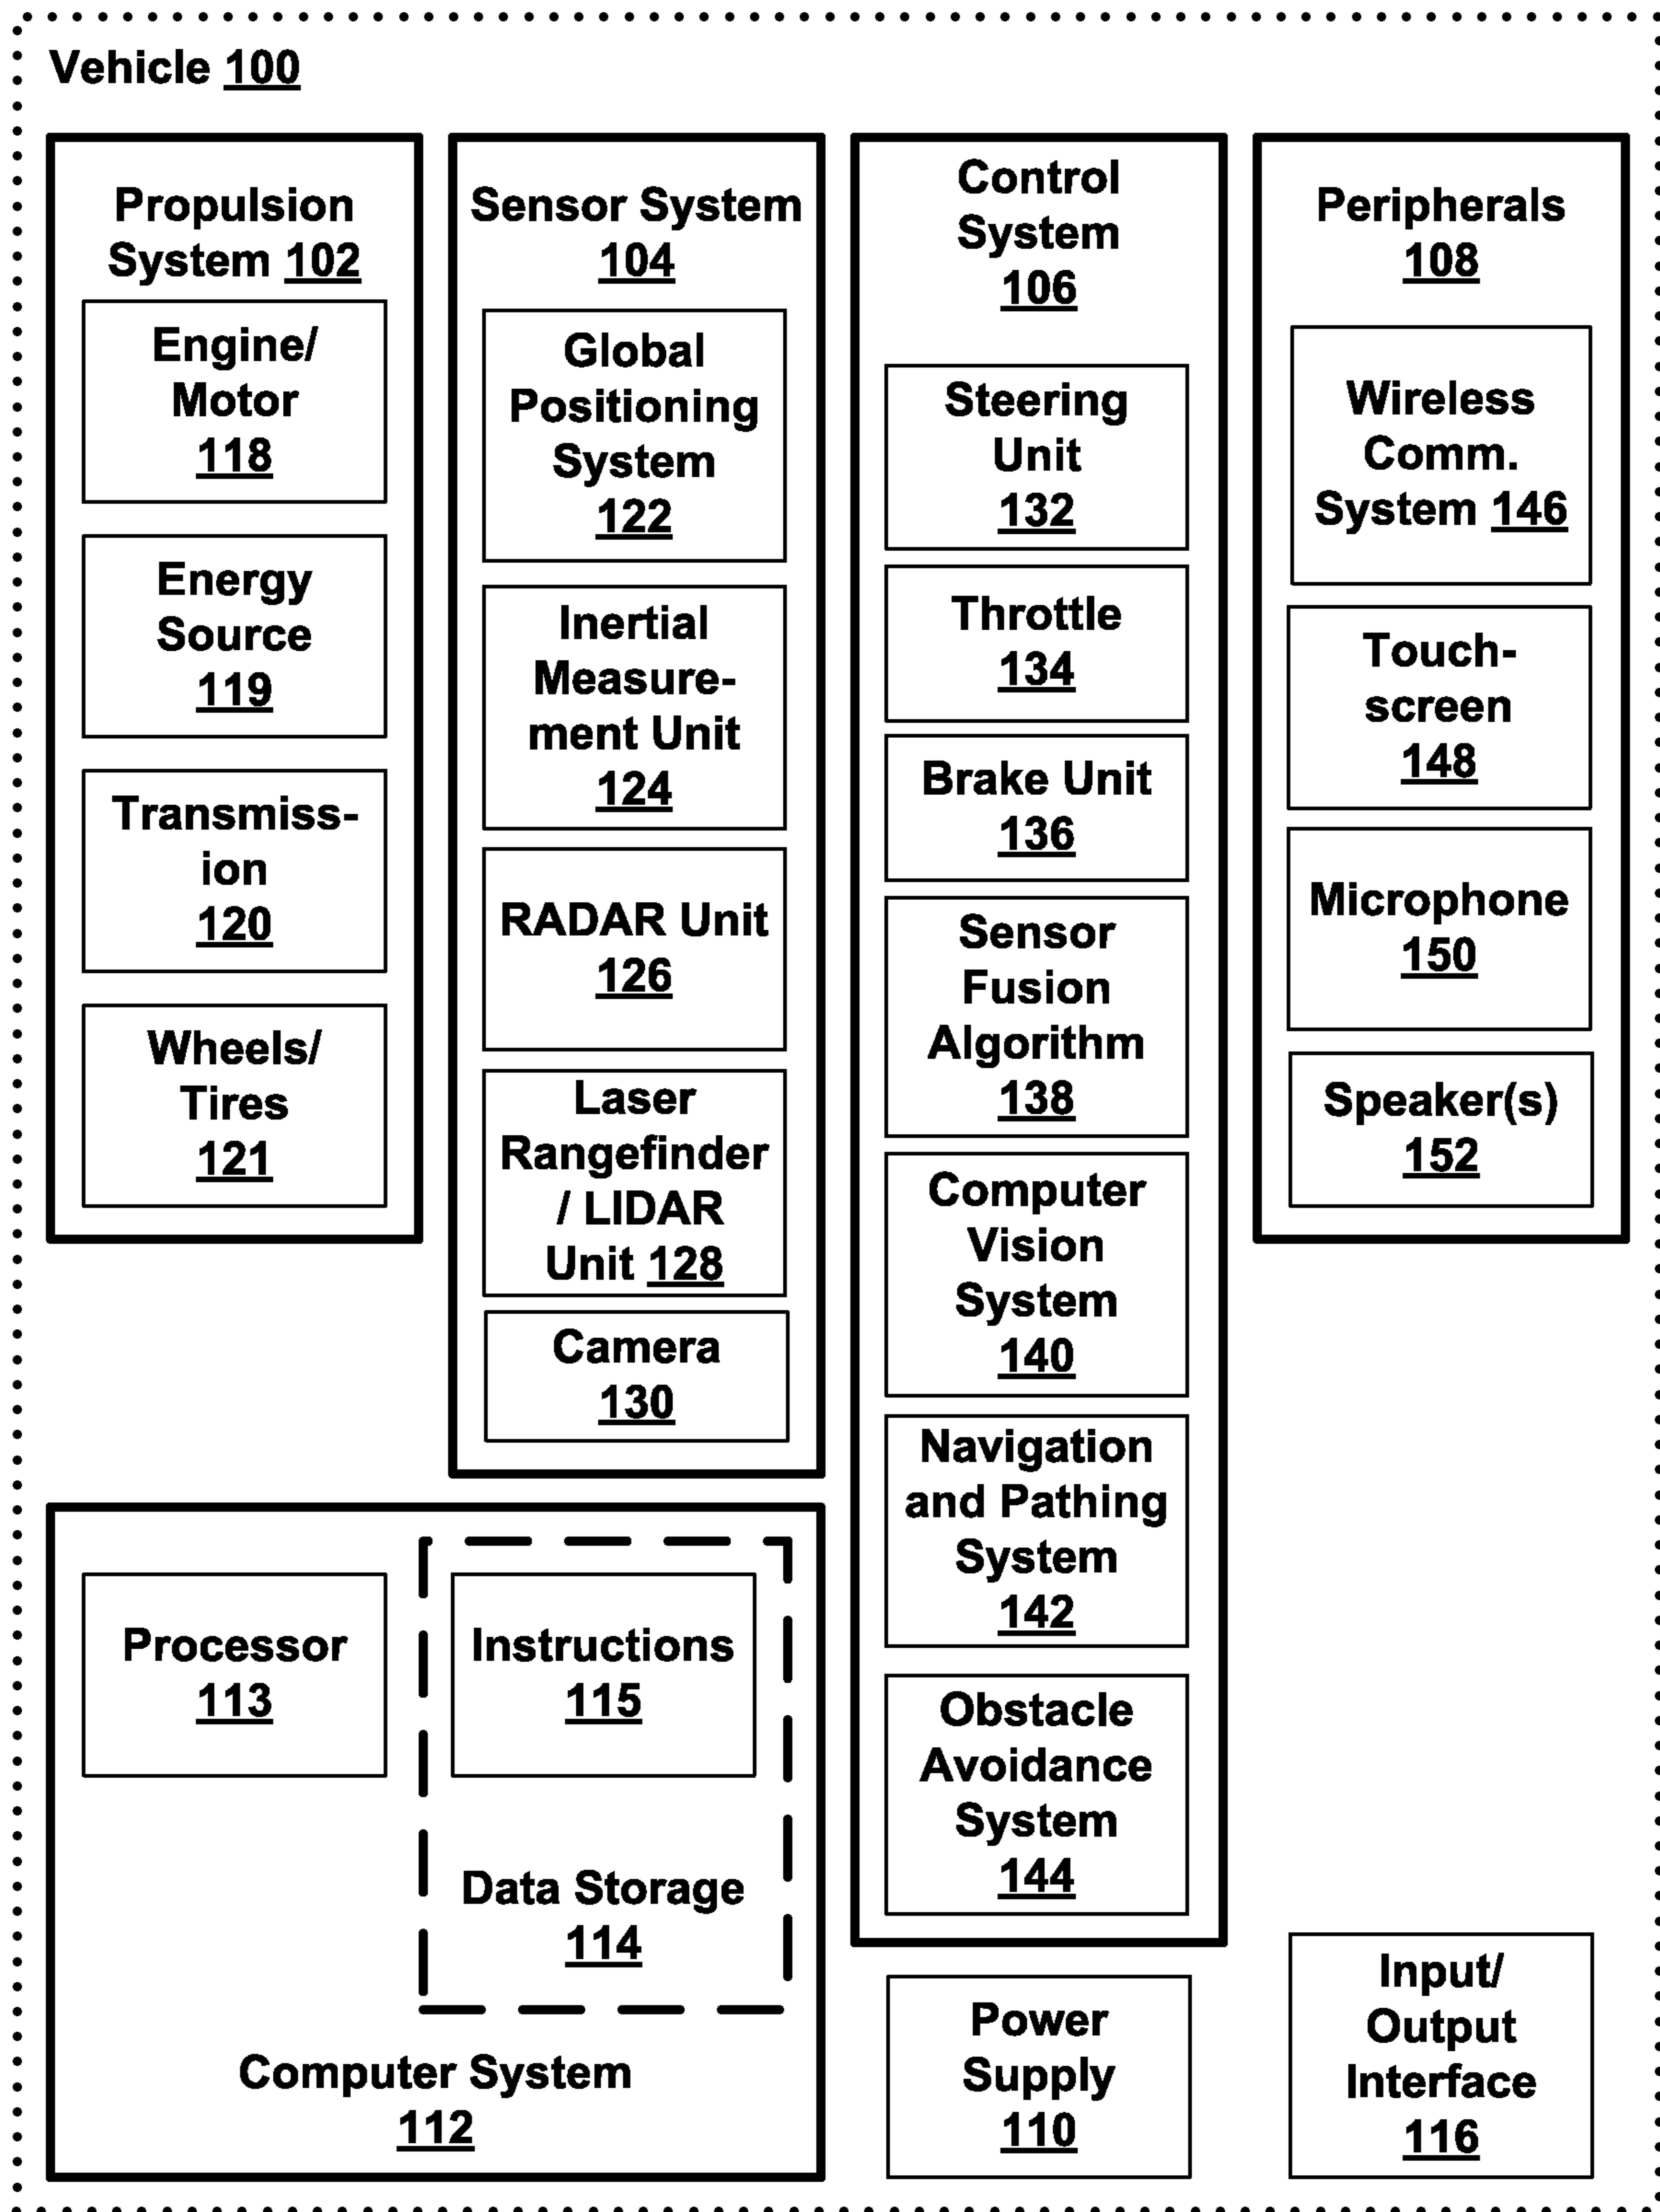 Vehicle 100
Propulsion
System 102
Engine/
Motor
118
Energy
Source
119
Transmiss-
ion
120
Wheels/
Tires
121
Sensor System
104
Global
Positioning
System
122
Inertial
Measure-
ment Unit
124
RADAR Unit
126
Laser
Rangefinder
/ LIDAR
Unit 128
Camera
130
Control
System
106
Steering
Unit
132
Throttle
134
Brake Unit
136
Sensor
Fusion
Algorithm
138
Computer
Vision
System
140
Navigation
and Pathing
System
142
Obstacle
Avoidance
System
144
Peripherals
108
Wireless
Comm.
System 146
Touch-
screen
148
Microphone
150
Speaker(s)
152
Processor
113
Instructions
115
Data Storage
114
Computer System
112
Power
Supply
110
Input/
Output
Interface
116